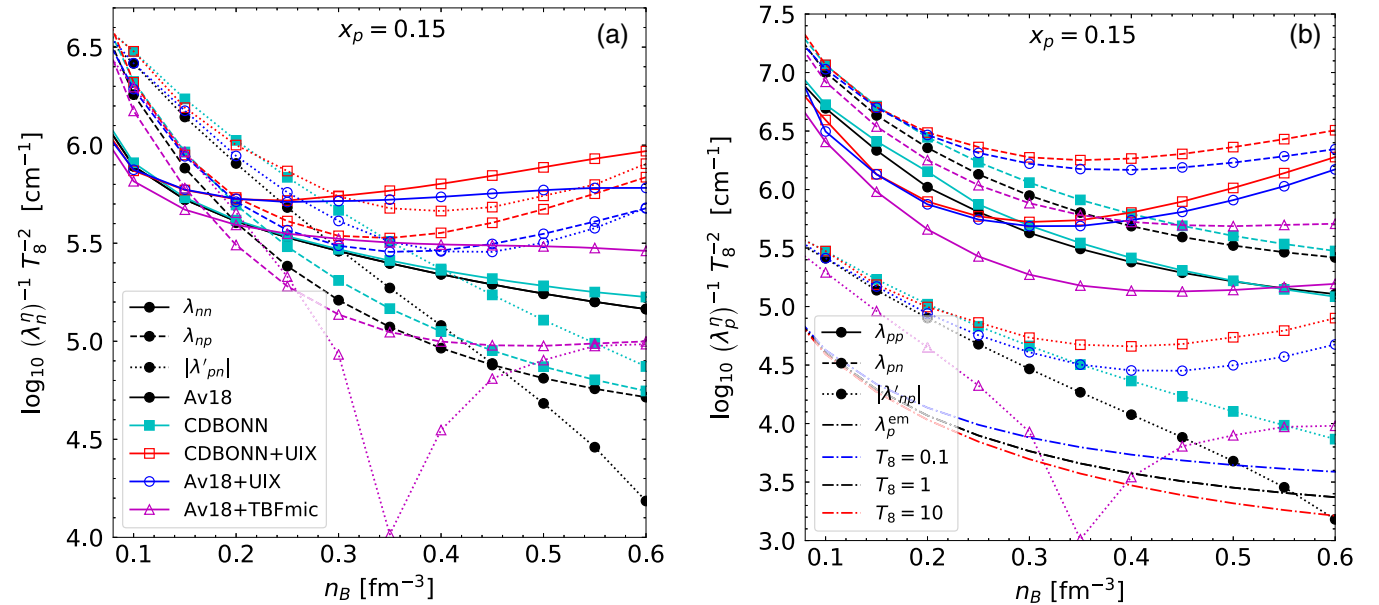 x_p = 0.15
(a)
log₁₀ (λ_n^η)⁻¹ T₈⁻² [cm⁻¹]
6.5
6.0
5.5
5.0
4.5
4.0
λ_nn
λ_np
|λ'_pn|
Av18
CDBONN
CDBONN+UIX
Av18+UIX
Av18+TBFmic
0.1 0.2 0.3 0.4 0.5 0.6
n_B [fm⁻³]
x_p = 0.15
(b)
log₁₀ (λ_p^η)⁻¹ T₈⁻² [cm⁻¹]
7.5
7.0
6.5
6.0
5.5
5.0
4.5
4.0
3.5
3.0
λ_pp
λ_pn
|λ'_np|
λ_p^em
T₈ = 0.1
T₈ = 1
T₈ = 10
0.1 0.2 0.3 0.4 0.5 0.6
n_B [fm⁻³]